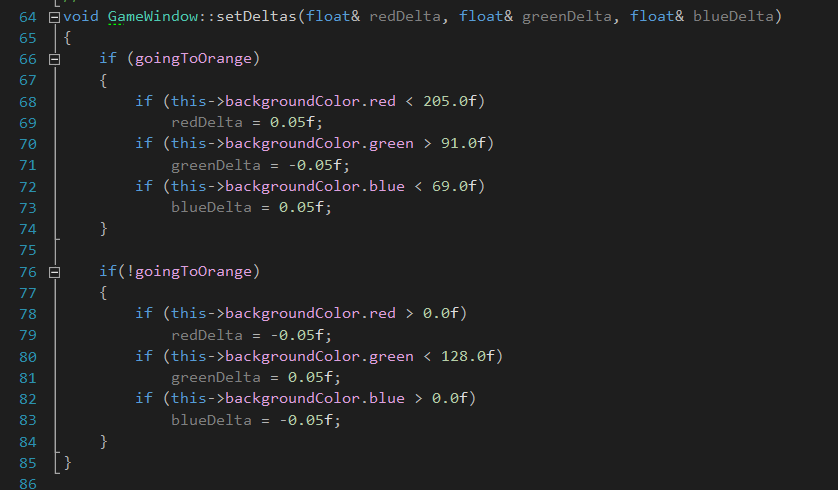 64 void GameWindow::setDeltas(float& redDelta, float& greenDelta, float& blueDelta)
65 {
66 if (goingToOrange)
67 {
68 if (this->backgroundColor.red < 205.0f)
69 redDelta = 0.05f;
70 if (this->backgroundColor.green > 91.0f)
71 greenDelta = -0.05f;
72 if (this->backgroundColor.blue < 69.0f)
73 blueDelta = 0.05f;
74 }
75
76 if(!goingToOrange)
77 {
78 if (this->backgroundColor.red > 0.0f)
79 redDelta = -0.05f;
80 if (this->backgroundColor.green < 128.0f)
81 greenDelta = 0.05f;
82 if (this->backgroundColor.blue > 0.0f)
83 blueDelta = -0.05f;
84 }
85 }
86